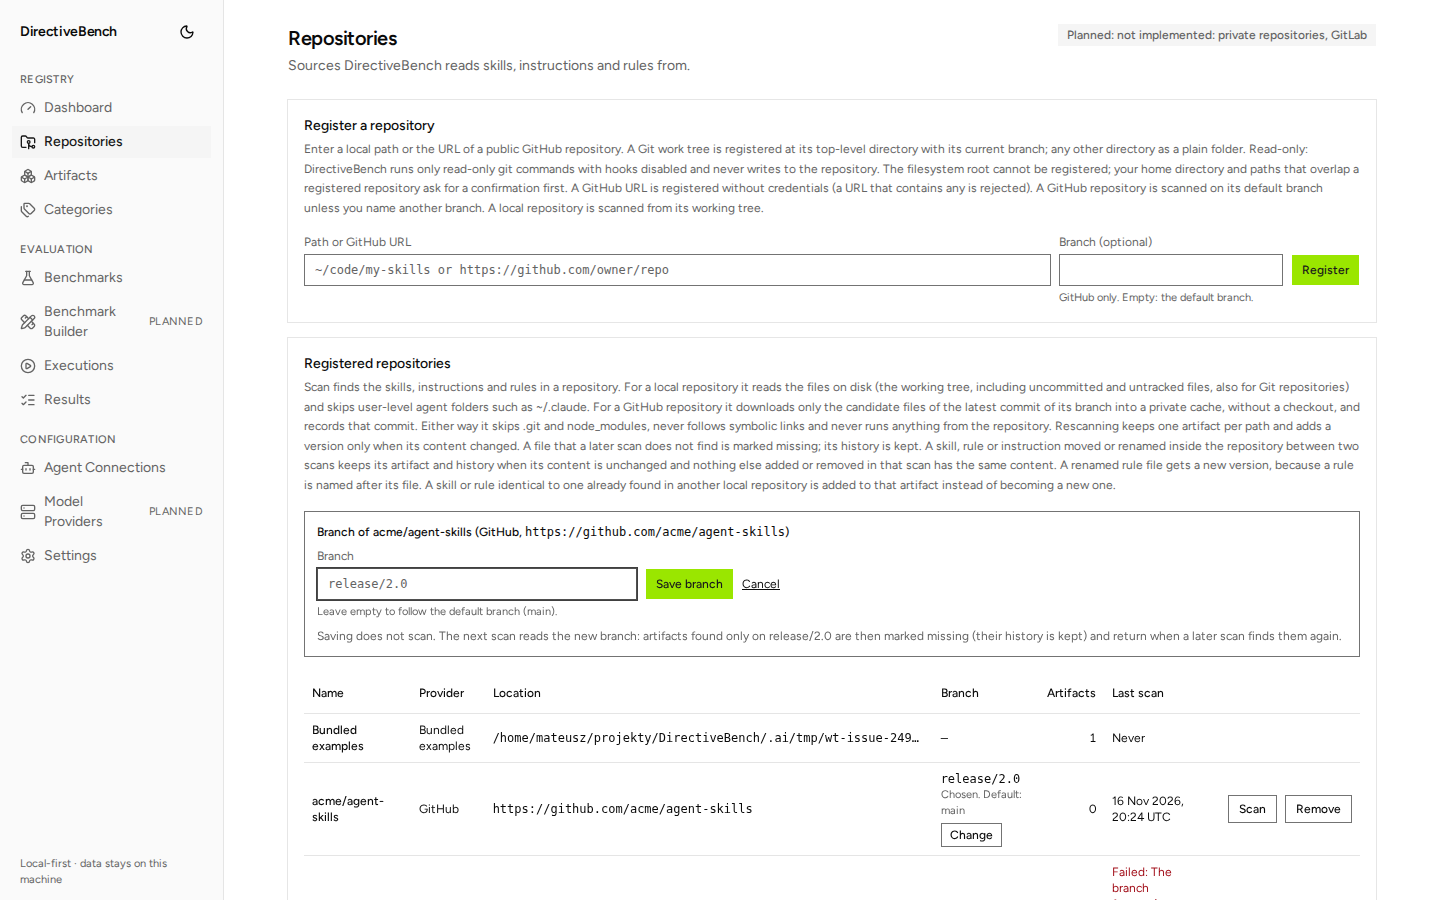 DirectiveBench
REGISTRY
Dashboard
Repositories
Artifacts
Categories
EVALUATION
Benchmarks
Benchmark
Builder
PLANNED
Executions
Results
CONFIGURATION
Agent Connections
Model
Providers
PLANNED
Settings
Local-first · data stays on this
machine
Repositories
Planned: not implemented: private repositories, GitLab
Sources DirectiveBench reads skills, instructions and rules from.
Register a repository
Enter a local path or the URL of a public GitHub repository. A Git work tree is registered at its top-level directory with its current branch; any other directory as a plain folder. Read-only:
DirectiveBench runs only read-only git commands with hooks disabled and never writes to the repository. The filesystem root cannot be registered; your home directory and paths that overlap a
registered repository ask for a confirmation first. A GitHub URL is registered without credentials (a URL that contains any is rejected). A GitHub repository is scanned on its default branch
unless you name another branch. A local repository is scanned from its working tree.
Path or GitHub URL
Branch (optional)
~/code/my-skills or https://github.com/owner/repo
Register
GitHub only. Empty: the default branch.
Registered repositories
Scan finds the skills, instructions and rules in a repository. For a local repository it reads the files on disk (the working tree, including uncommitted and untracked files, also for Git repositories)
and skips user-level agent folders such as ~/.claude. For a GitHub repository it downloads only the candidate files of the latest commit of its branch into a private cache, without a checkout, and
records that commit. Either way it skips .git and node_modules, never follows symbolic links and never runs anything from the repository. Rescanning keeps one artifact per path and adds a
version only when its content changed. A file that a later scan does not find is marked missing; its history is kept. A skill, rule or instruction moved or renamed inside the repository between two
scans keeps its artifact and history when its content is unchanged and nothing else added or removed in that scan has the same content. A renamed rule file gets a new version, because a rule
is named after its file. A skill or rule identical to one already found in another local repository is added to that artifact instead of becoming a new one.
Branch of acme/agent-skills (GitHub, https://github.com/acme/agent-skills)
Branch
release/2.0
Save branch
Cancel
Leave empty to follow the default branch (main).
Saving does not scan. The next scan reads the new branch: artifacts found only on release/2.0 are then marked missing (their history is kept) and return when a later scan finds them again.
Name
Provider
Location
Branch
Artifacts
Last scan
Bundled
examples
Bundled
examples
/home/mateusz/projekty/DirectiveBench/.ai/tmp/wt-issue-249…
—
1
Never
acme/agent-
skills
GitHub
https://github.com/acme/agent-skills
release/2.0
Chosen. Default:
main
Change
0
16 Nov 2026,
20:24 UTC
Scan
Remove
Failed: The
branch